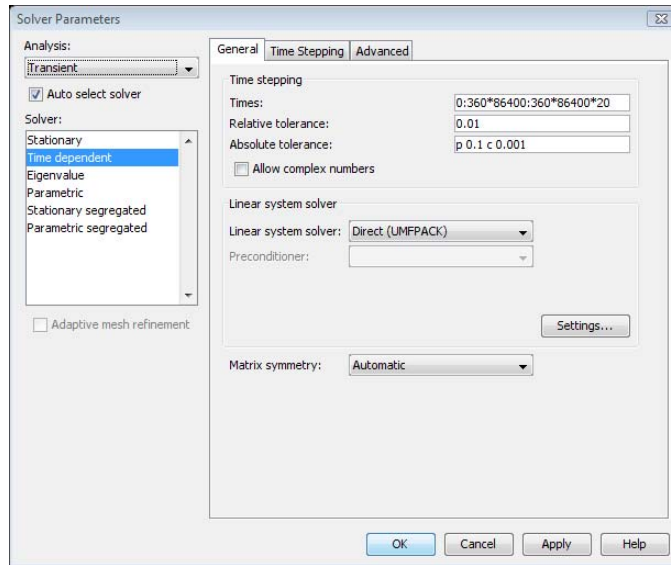 Solver Parameters
Analysis:
Transient
Auto select solver
Solver:
Stationary
Time dependent
Eigenvalue
Parametric
Stationary segregated
Parametric segregated
Adaptive mesh refinement
General Time Stepping Advanced
Time stepping
Times: 0:360*86400:360*86400*20
Relative tolerance: 0.01
Absolute tolerance: p 0.1 c 0.001
Allow complex numbers
Linear system solver
Linear system solver: Direct (UMFPACK)
Preconditioner:
Settings...
Matrix symmetry: Automatic
OK Cancel Apply Help